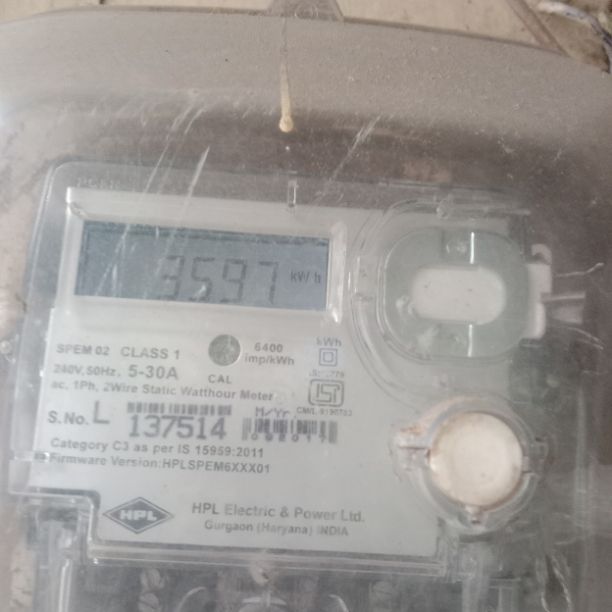 3597 kW h
SPEM 02 CLASS 1
6400 imp/kWh
kWh
240V, 50Hz. 5-30A
CAL
ac, 1Ph, 2Wire Static Watthour Meter
S. No. L 137514
M/Yr
Category C3 as per IS 15959:2011
Firmware Version:HPLSPEM6XXX01
HPL
HPL Electric & Power Ltd.
Gurgaon (Haryana) INDIA